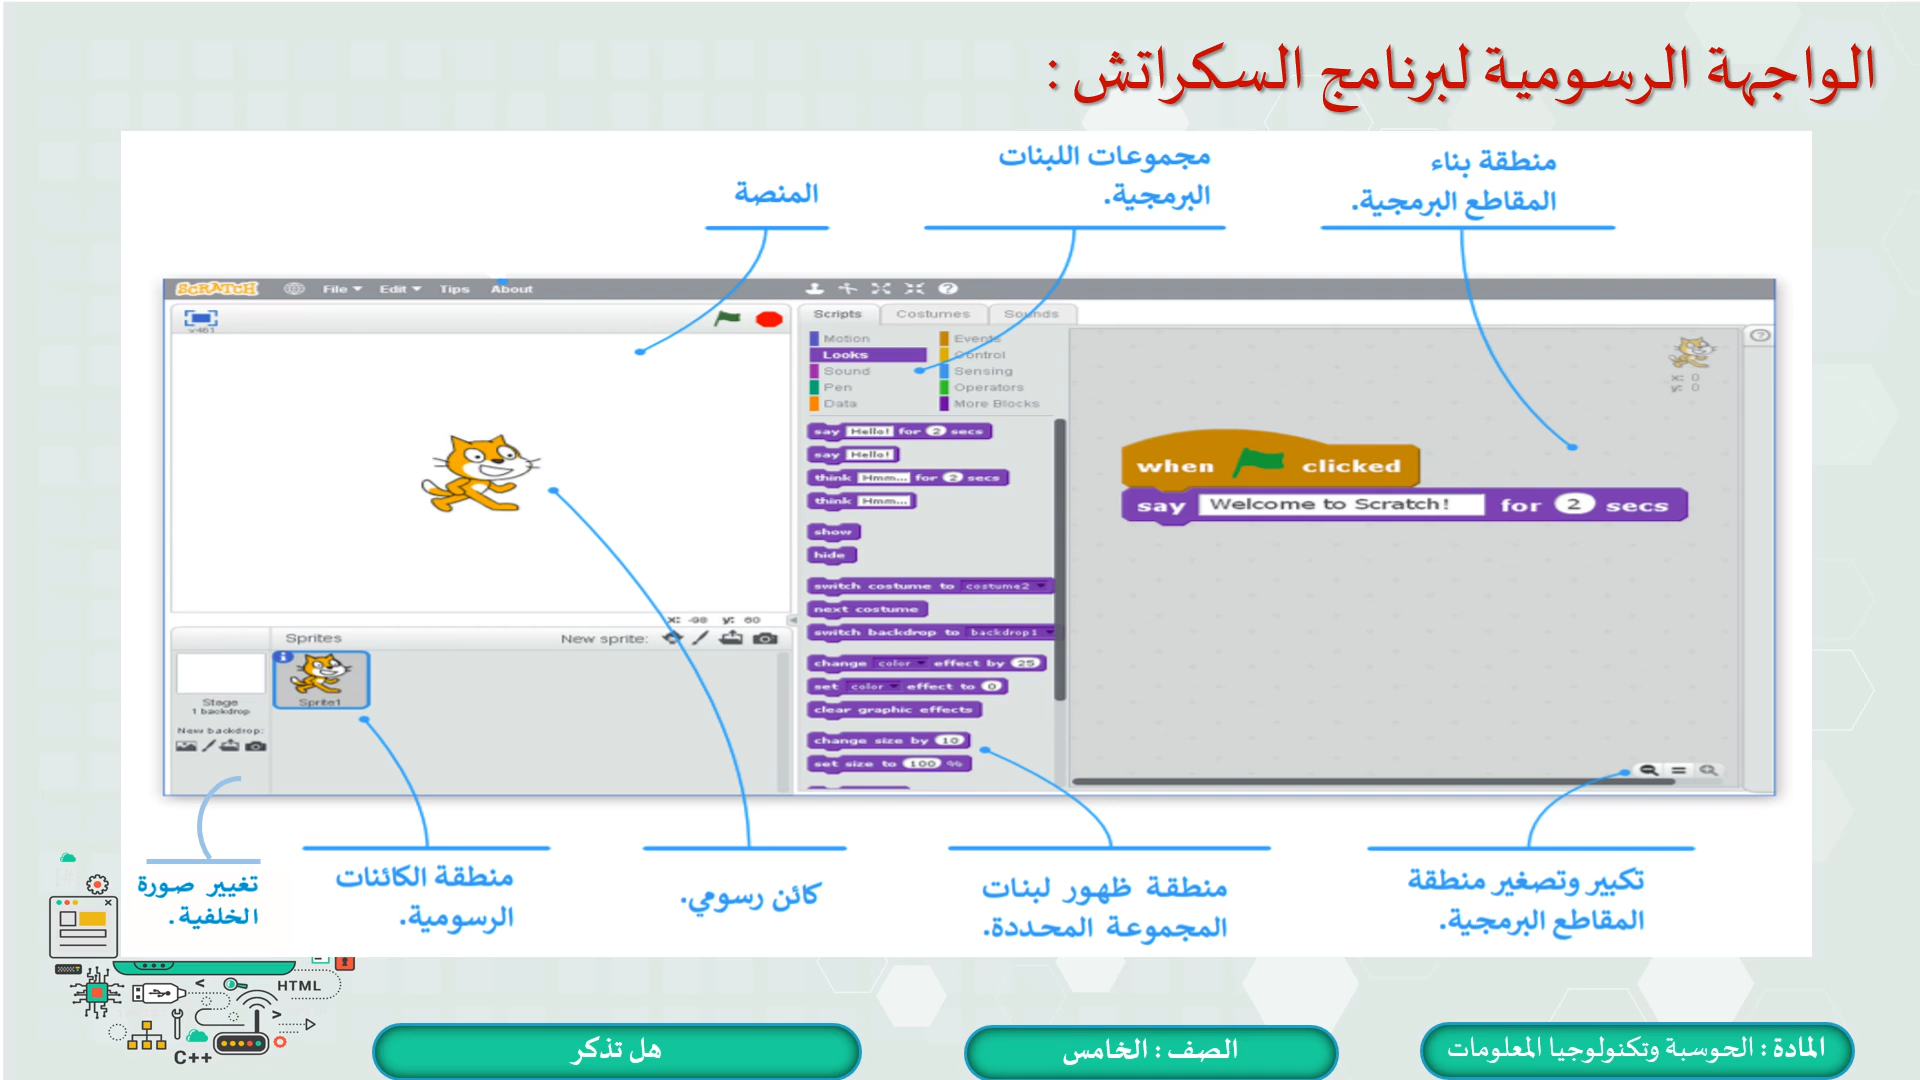 الواجهة الرسومية لبرنامج السكراتش :
منطقة بناء
المقاطع البرمجية.
مجموعات اللبنات
البرمجية.
المنصة
SCRATCH File Edit Tips About
v461
Scripts Costumes Sounds
Motion Events
Looks Control
Sound Sensing
Pen Operators
Data More Blocks
say Hello! for 2 secs
say Hello!
think Hmm... for 2 secs
think Hmm...
show
hide
switch costume to costume2
next costume
switch backdrop to backdrop1
change color effect by 25
set color effect to 0
clear graphic effects
change size by 10
set size to 100 %
x: 0
y: 0
when clicked
say Welcome to Scratch! for 2 secs
x: -98 y: 60
Sprites New sprite:
Stage
1 backdrop
New backdrop:
Sprite1
تكبير وتصغير منطقة
المقاطع البرمجية.
منطقة ظهور لبنات
المجموعة المحددة.
كائن رسومي.
منطقة الكائنات
الرسومية.
تغيير صورة
الخلفية.
HTML
C++
المادة : الحوسبة وتكنولوجيا المعلومات
الصف : الخامس
هل تذكر